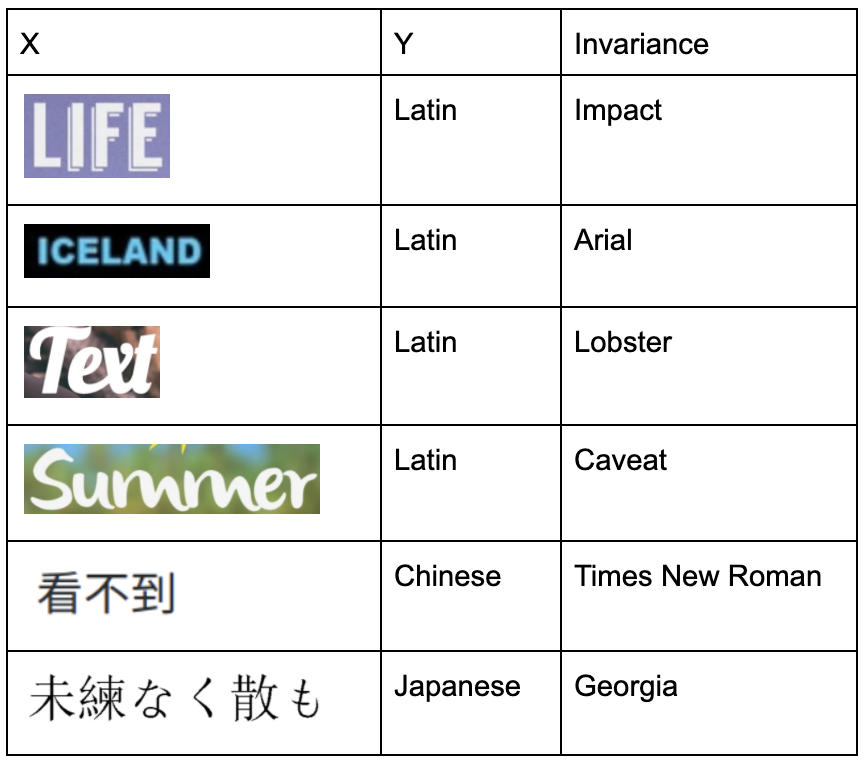 X Y Invariance
LIFE Latin Impact
ICELAND Latin Arial
Text Latin Lobster
Summer Latin Caveat
看不到 Chinese Times New Roman
未練なく散も Japanese Georgia